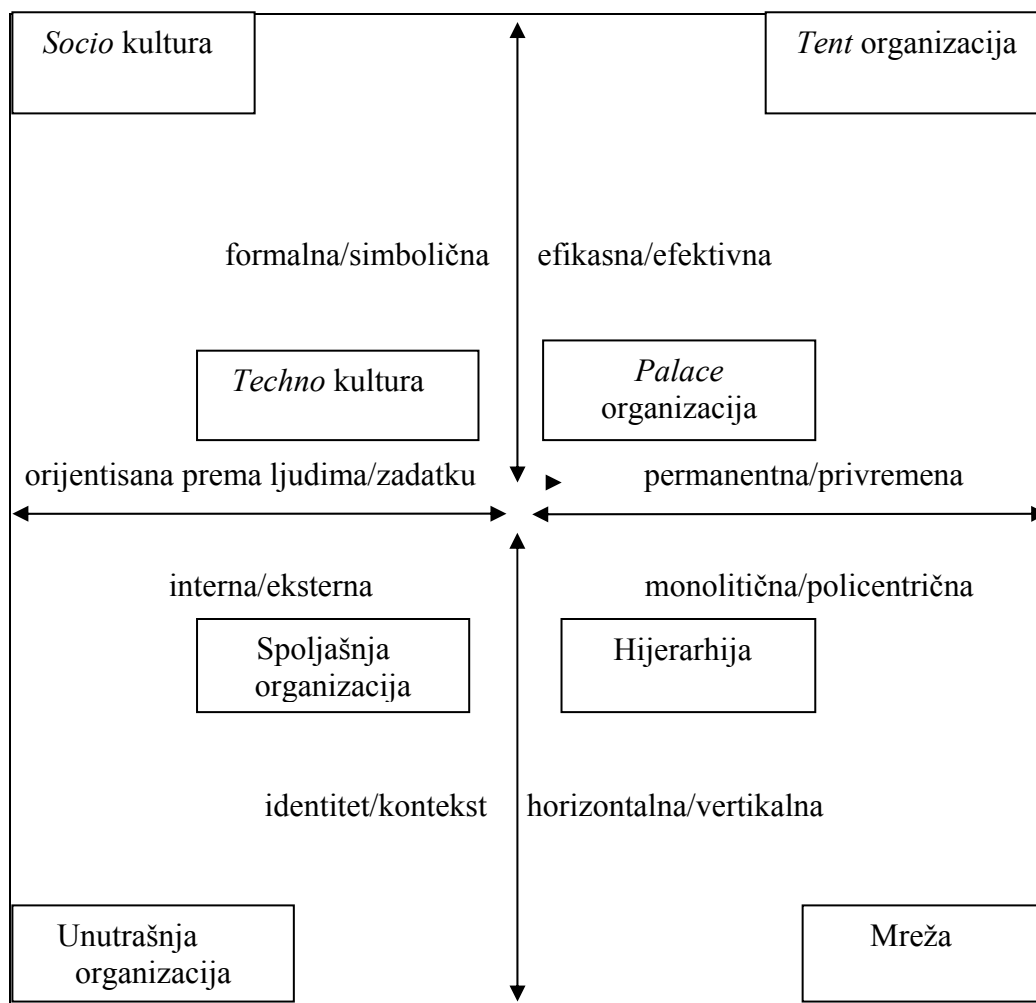 Socio kultura
Tent organizacija
formalna/simbolična
efikasna/efektivna
Techno kultura
Palace
organizacija
orijentisana prema ljudima/zadatku
permanentna/privremena
interna/eksterna
monolitična/policentrična
Spoljašnja
organizacija
Hijerarhija
identitet/kontekst
horizontalna/vertikalna
Unutrašnja
organizacija
Mreža